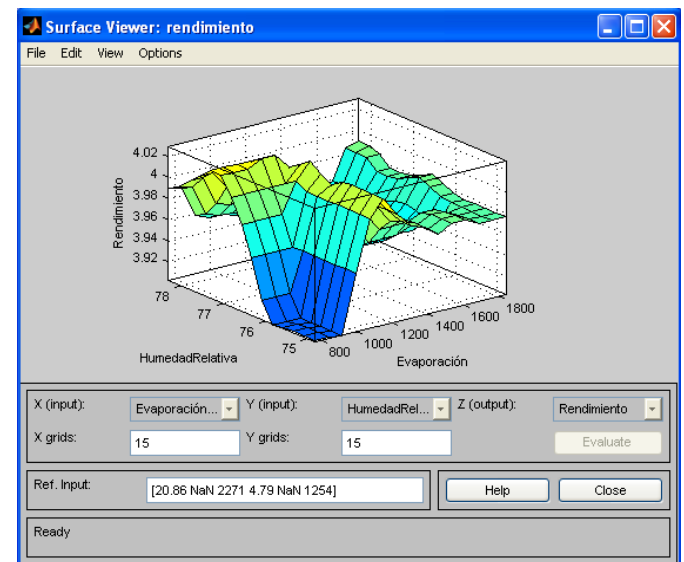 Surface Viewer: rendimiento
File Edit View Options
4.02
4
3.98
3.96
3.94
3.92
Rendimiento
78
77
76
75
HumedadRelativa
800
1000
1200
1400
1600
1800
Evaporación
X (input): Evaporación... Y (input): HumedadRel... Z (output): Rendimiento
X grids: 15 Y grids: 15 Evaluate
Ref. Input: [20.86 NaN 2271 4.79 NaN 1254] Help Close
Ready